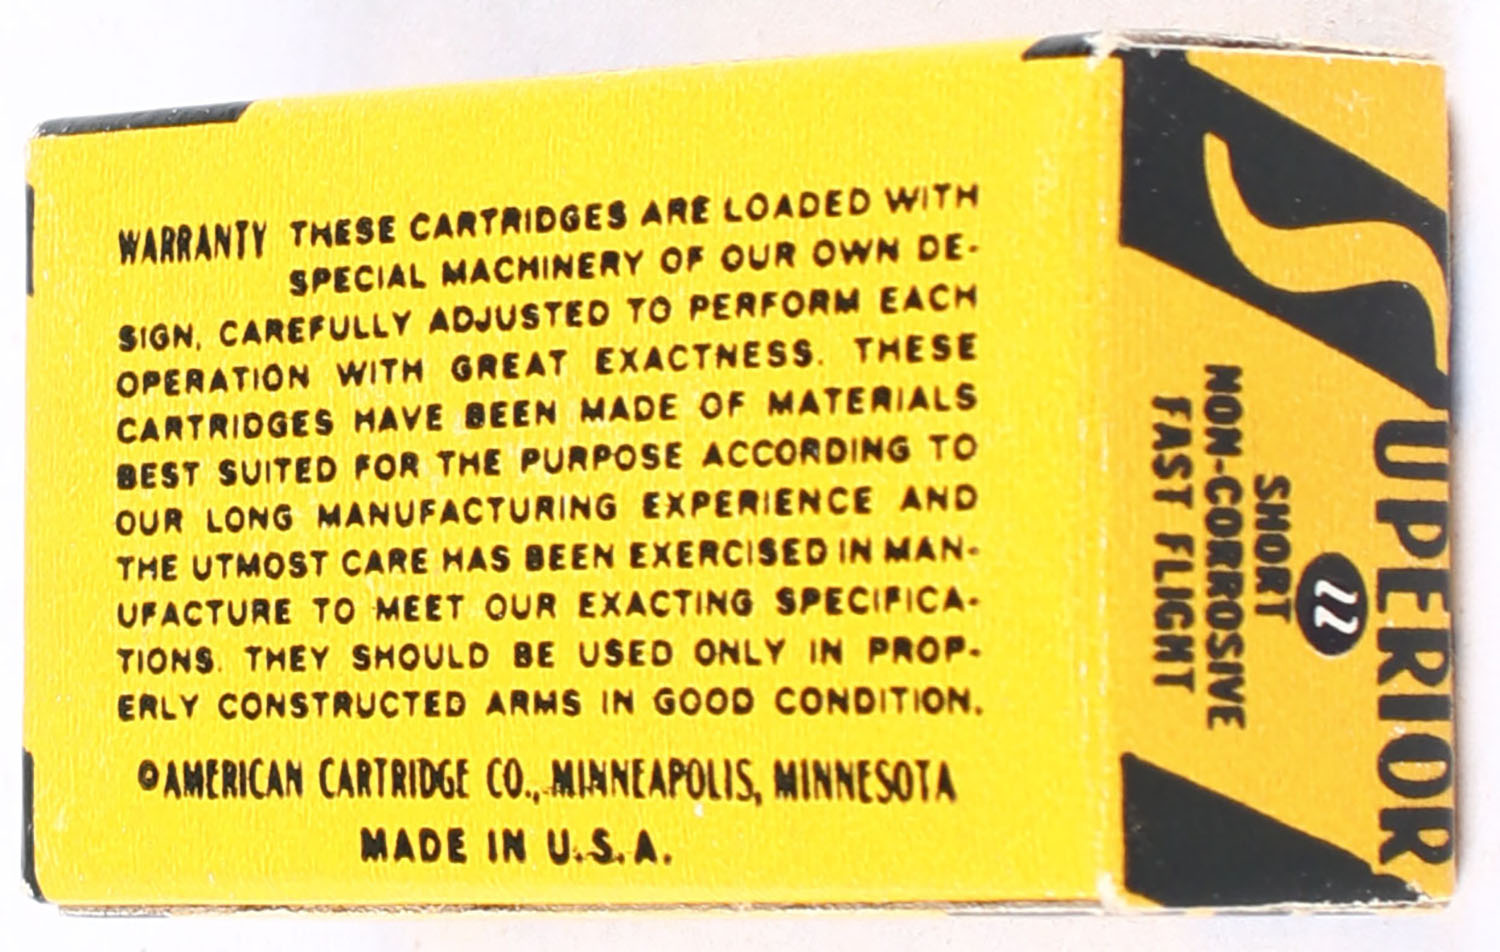 WARRANTY THESE CARTRIDGES ARE LOADED WITH
SPECIAL MACHINERY OF OUR OWN DE-
SIGN, CAREFULLY ADJUSTED TO PERFORM EACH
OPERATION WITH GREAT EXACTNESS. THESE
CARTRIDGES HAVE BEEN MADE OF MATERIALS
BEST SUITED FOR THE PURPOSE ACCORDING TO
OUR LONG MANUFACTURING EXPERIENCE AND
THE UTMOST CARE HAS BEEN EXERCISED IN MAN-
UFACTURE TO MEET OUR EXACTING SPECIFICA-
TIONS. THEY SHOULD BE USED ONLY IN PROP-
ERLY CONSTRUCTED ARMS IN GOOD CONDITION.
©AMERICAN CARTRIDGE CO., MINNEAPOLIS, MINNESOTA
MADE IN U.S.A.
SUPERIOR
22
SHORT
NON-CORROSIVE
FAST FLIGHT